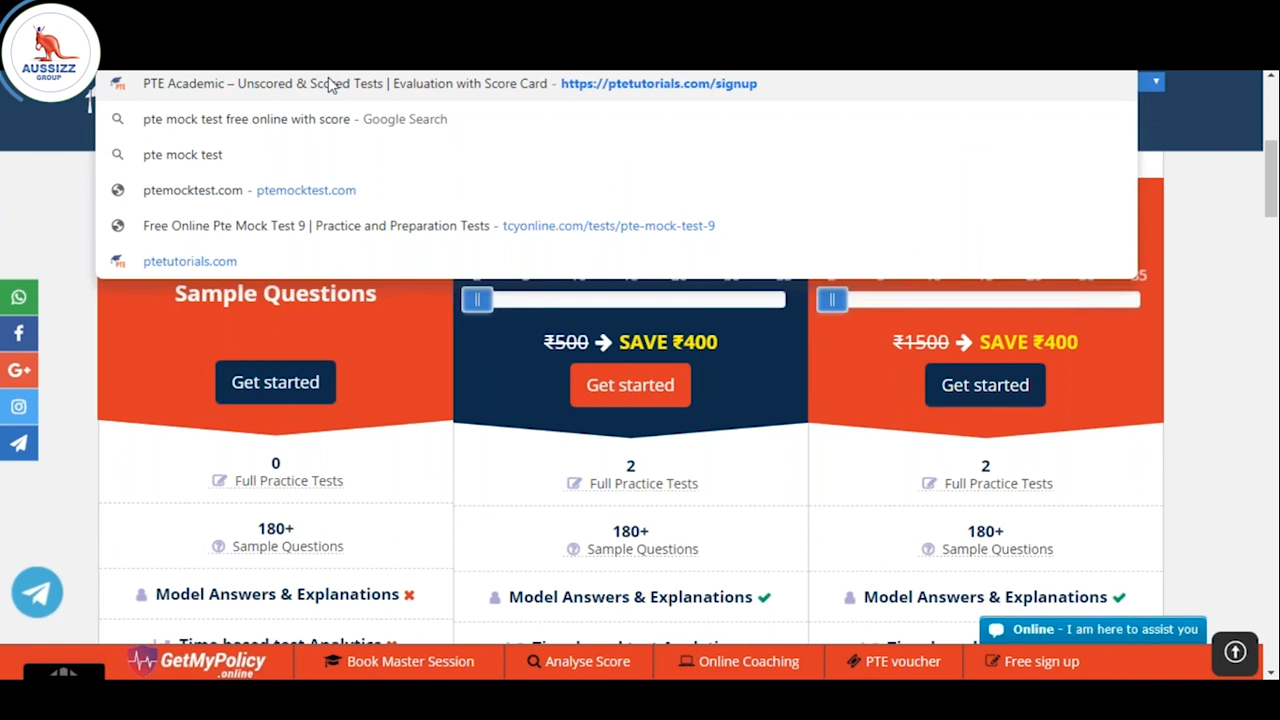 AUSSIZZ
GROUP
PTE Academic – Unscored & Scored Tests | Evaluation with Score Card - https://ptetutorials.com/signup
pte mock test free online with score - Google Search
pte mock test
ptemocktest.com - ptemocktest.com
Free Online Pte Mock Test 9 | Practice and Preparation Tests - tcyonline.com/tests/pte-mock-test-9
ptetutorials.com
Sample Questions
₹500 → SAVE ₹400
₹1500 → SAVE ₹400
Get started
Get started
Get started
0
Full Practice Tests
2
Full Practice Tests
2
Full Practice Tests
180+
Sample Questions
180+
Sample Questions
180+
Sample Questions
Model Answers & Explanations ✖
Model Answers & Explanations ✔
Model Answers & Explanations ✔
Online - I am here to assist you
GetMyPolicy
.online
Book Master Session
Analyse Score
Online Coaching
PTE voucher
Free sign up